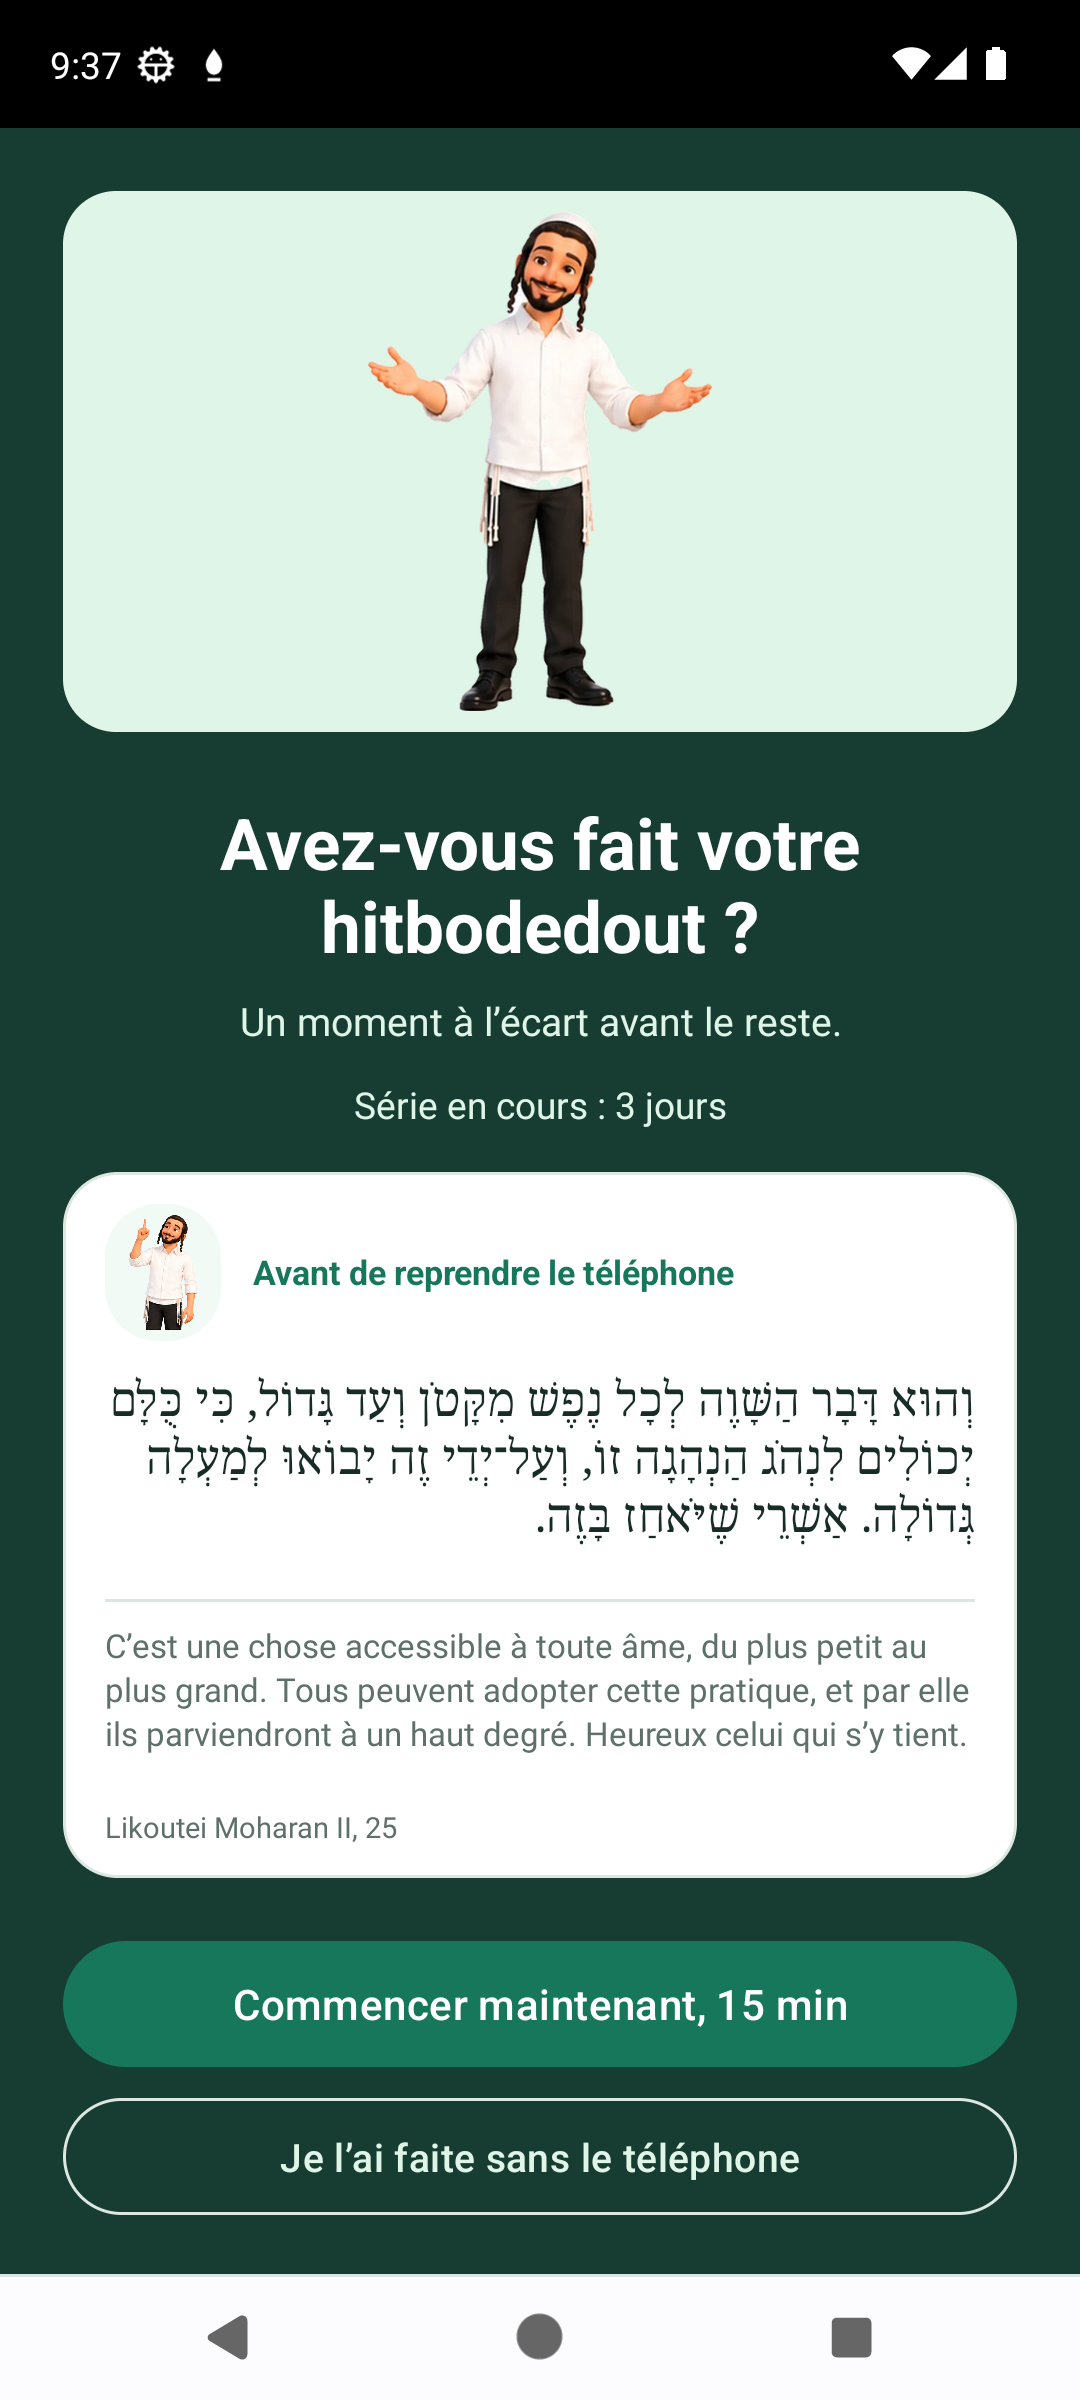 9:37
Avez-vous fait votre
hitbodedout ?
Un moment à l’écart avant le reste.
Série en cours : 3 jours
Avant de reprendre le téléphone
וְהוּא דָּבָר הַשָּׁוֶה לְכָל נֶפֶשׁ מִקָּטֹן וְעַד גָּדוֹל, כִּי כֻּלָּם
יְכוֹלִים לִנְהֹג הַנְהָגָה זוֹ, וְעַל־יְדֵי זֶה יָבוֹאוּ לְמַעְלָה
גְּדוֹלָה. אַשְׁרֵי שֶׁיֹּאחַז בָּזֶה.
C’est une chose accessible à toute âme, du plus petit au
plus grand. Tous peuvent adopter cette pratique, et par elle
ils parviendront à un haut degré. Heureux celui qui s’y tient.
Likoutei Moharan II, 25
Commencer maintenant, 15 min
Je l’ai faite sans le téléphone